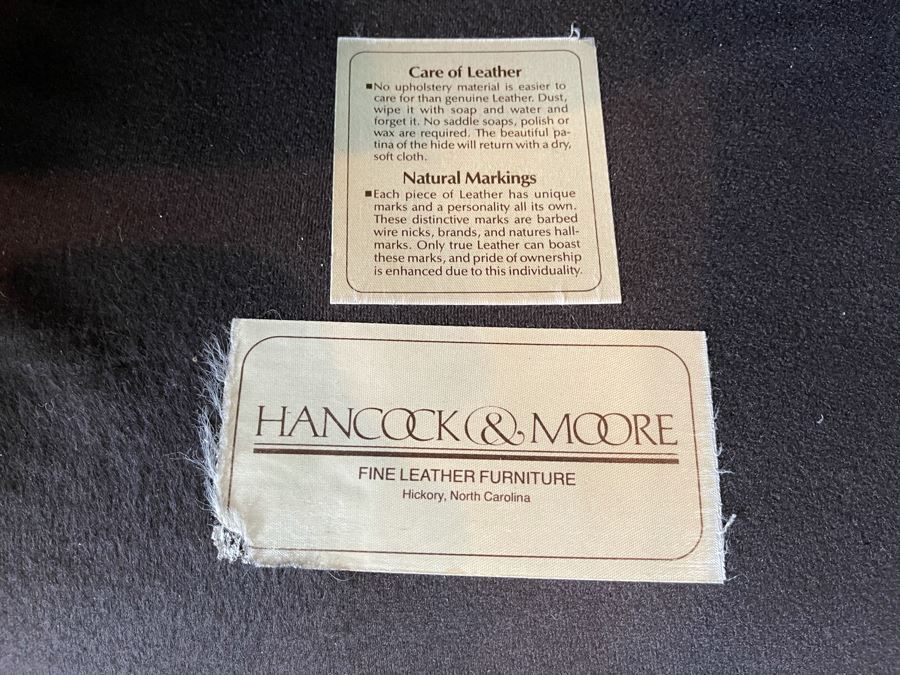 Care of Leather
■No upholstery material is easier to
care for than genuine Leather. Dust,
wipe it with soap and water and
forget it. No saddle soaps, polish or
wax are required. The beautiful pa-
tina of the hide will return with a dry,
soft cloth.
Natural Markings
■Each piece of Leather has unique
marks and a personality all its own.
These distinctive marks are barbed
wire nicks, brands, and natures hall-
marks. Only true Leather can boast
these marks, and pride of ownership
is enhanced due to this individuality.
HANCOCK & MOORE
FINE LEATHER FURNITURE
Hickory, North Carolina